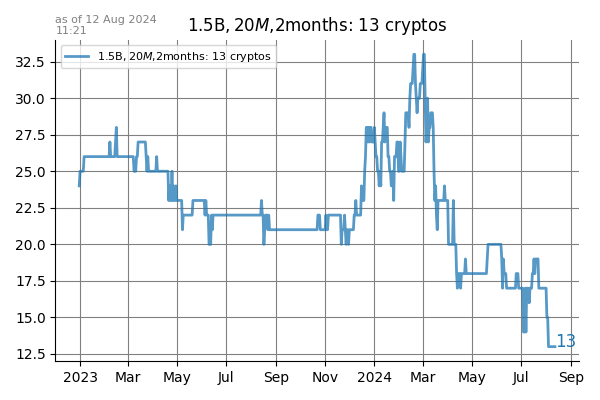 as of 12 Aug 2024
11:21
1.5B, 20M,2months: 13 cryptos
1.5B, 20M,2months: 13 cryptos
32.5
30.0
27.5
25.0
22.5
20.0
17.5
15.0
12.5
13
2023 Mar May Jul Sep Nov 2024 Mar May Jul Sep